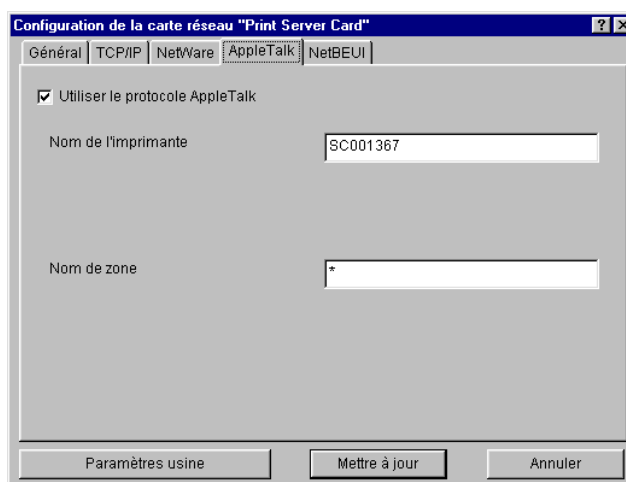 Configuration de la carte réseau "Print Server Card"
Général TCP/IP NetWare AppleTalk NetBEUI
Utiliser le protocole AppleTalk
Nom de l'imprimante SC001367
Nom de zone *
Paramètres usine Mettre à jour Annuler